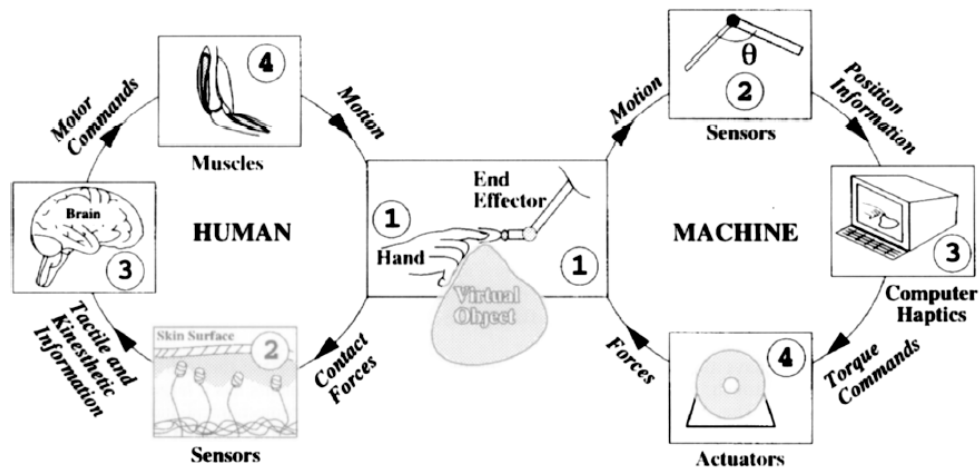 4
Motor
Commands
Muscles
Motion
Brain
3
HUMAN
Tactile and
Kinesthetic
Information
Skin Surface
2
Sensors
Contact
Forces
1
Hand
End
Effector
1
Virtual
Object
Motion
θ
2
Sensors
Position
Information
MACHINE
3
Computer
Haptics
Torque
Commands
4
Actuators
Forces